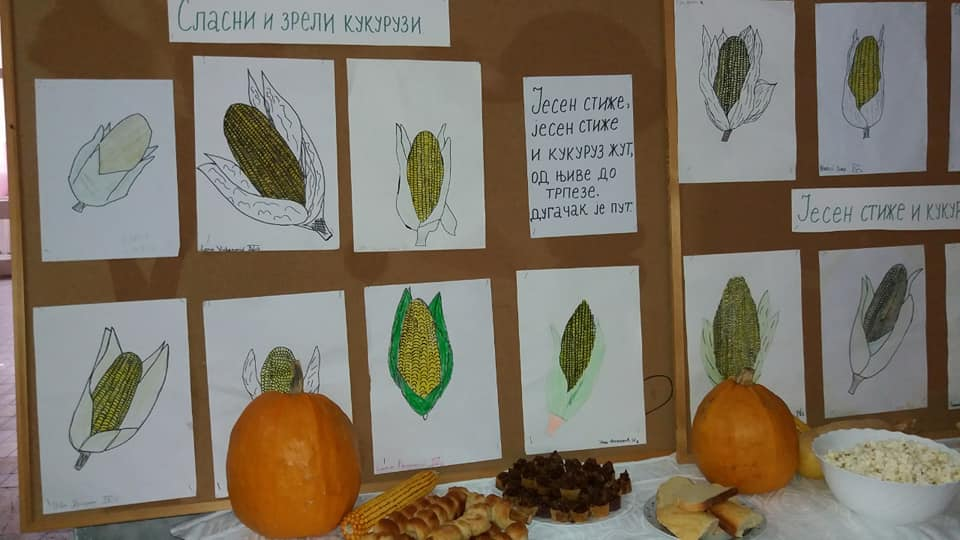 Сласни и зрели кукурузи
Јесен стиже,
јесен стиже
и кукуруз жут,
од њиве до
трпезе.
дугачак је пут.
Јесен стиже и кукур